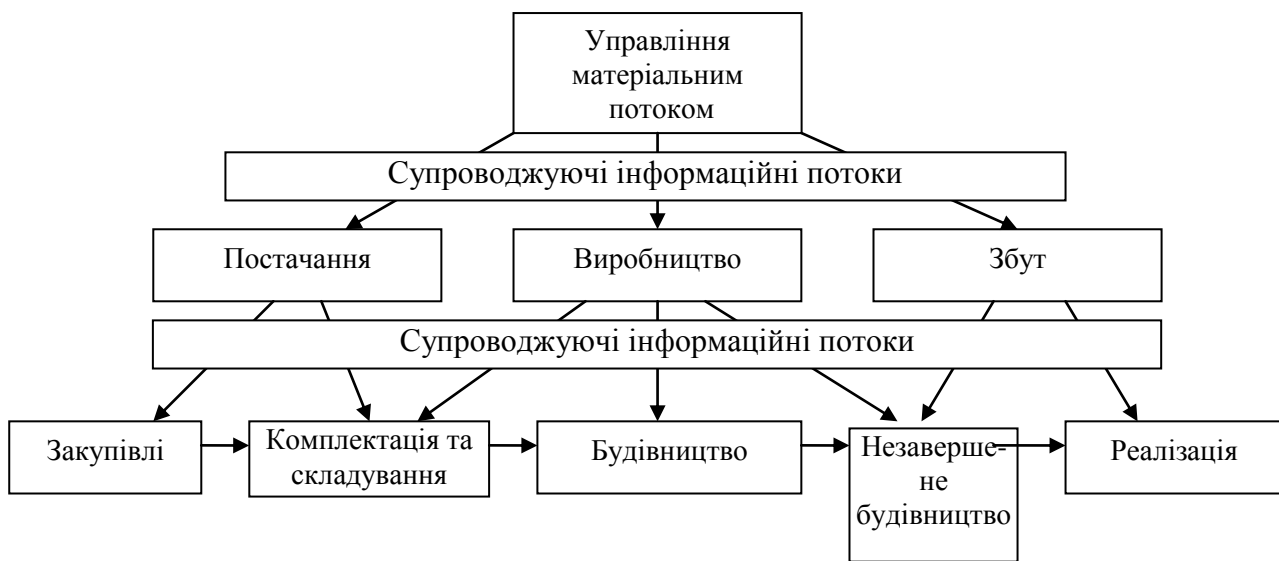 Управління
матеріальним
потоком
Супроводжуючі інформаційні потоки
Постачання
Виробництво
Збут
Супроводжуючі інформаційні потоки
Закупівлі
Комплектація та
складування
Будівництво
Незаверше-
не
будівництво
Реалізація